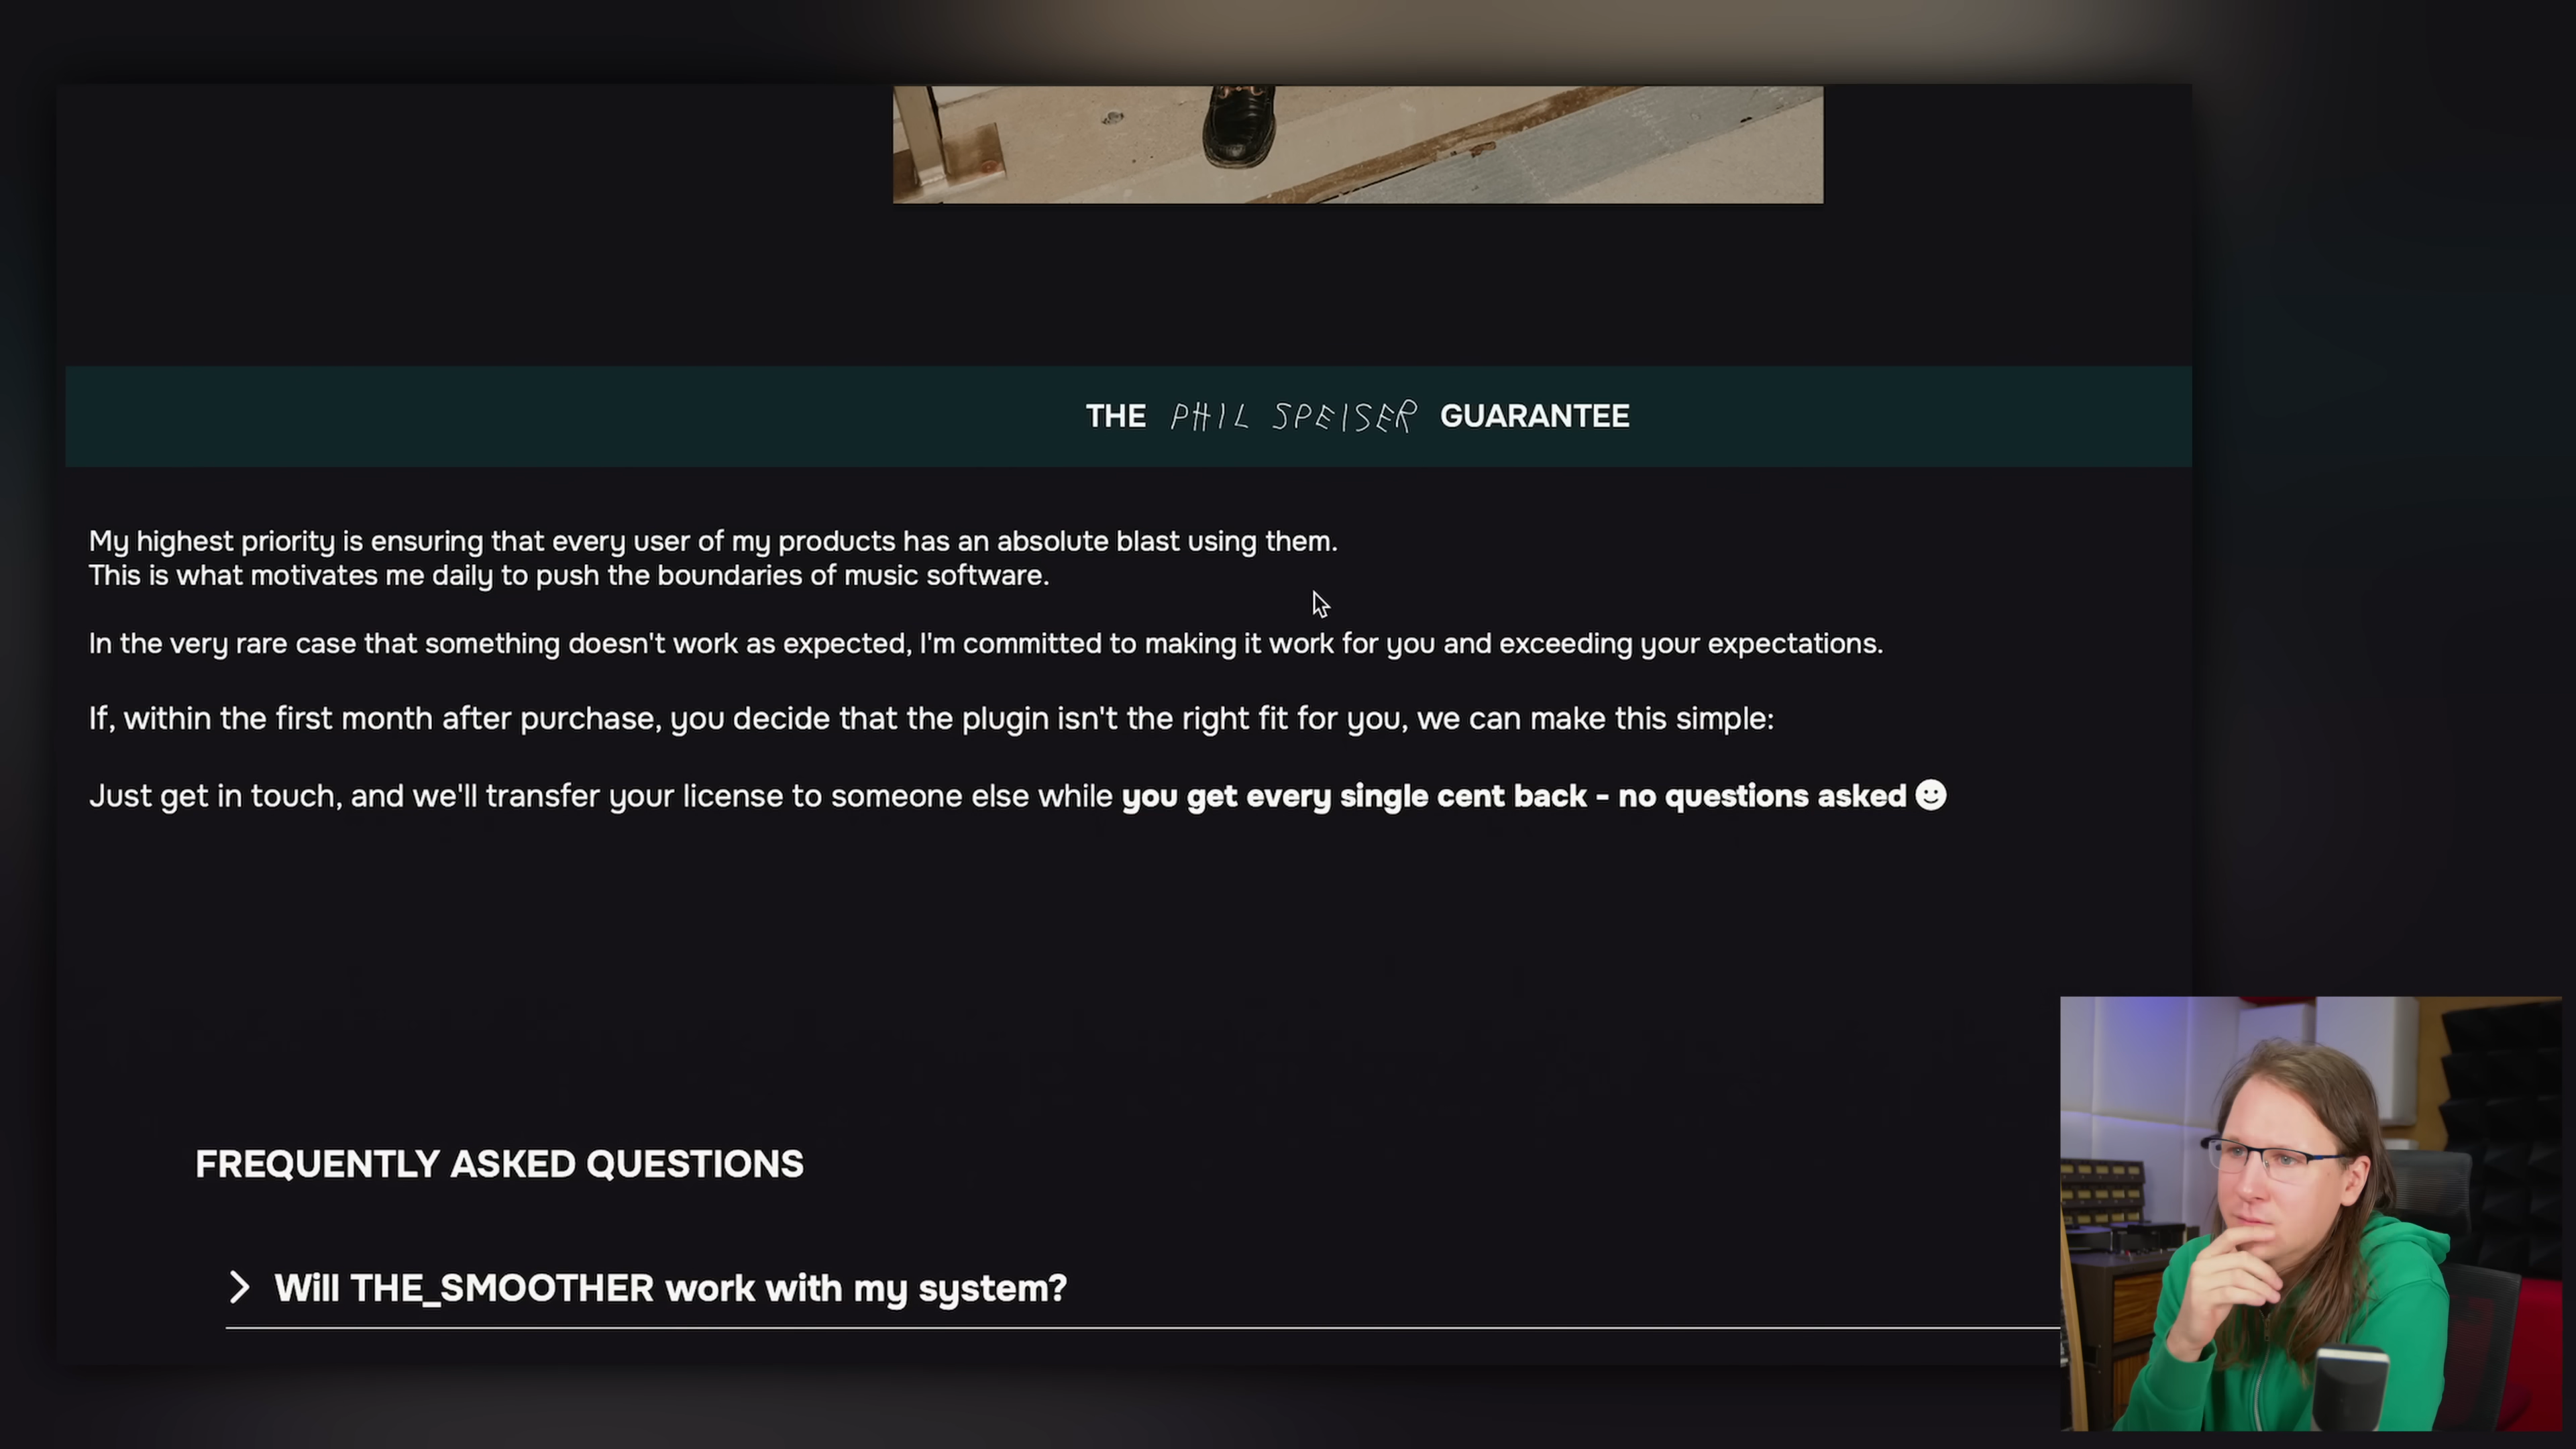 THE PHIL SPEISER GUARANTEE
My highest priority is ensuring that every user of my products has an absolute blast using them.
This is what motivates me daily to push the boundaries of music software.
In the very rare case that something doesn't work as expected, I'm committed to making it work for you and exceeding your expectations.
If, within the first month after purchase, you decide that the plugin isn't the right fit for you, we can make this simple:
Just get in touch, and we'll transfer your license to someone else while you get every single cent back - no questions asked
FREQUENTLY ASKED QUESTIONS
Will THE_SMOOTHER work with my system?